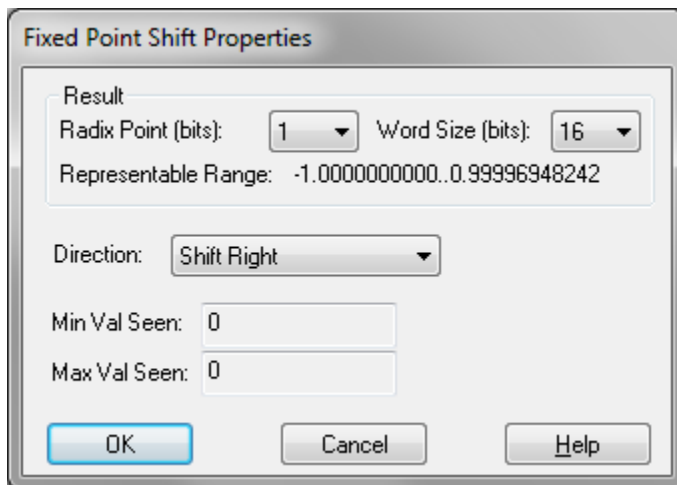 Fixed Point Shift Properties
Result
Radix Point (bits): 1 Word Size (bits): 16
Representable Range: -1.0000000000..0.99996948242
Direction: Shift Right
Min Val Seen: 0
Max Val Seen: 0
OK Cancel Help